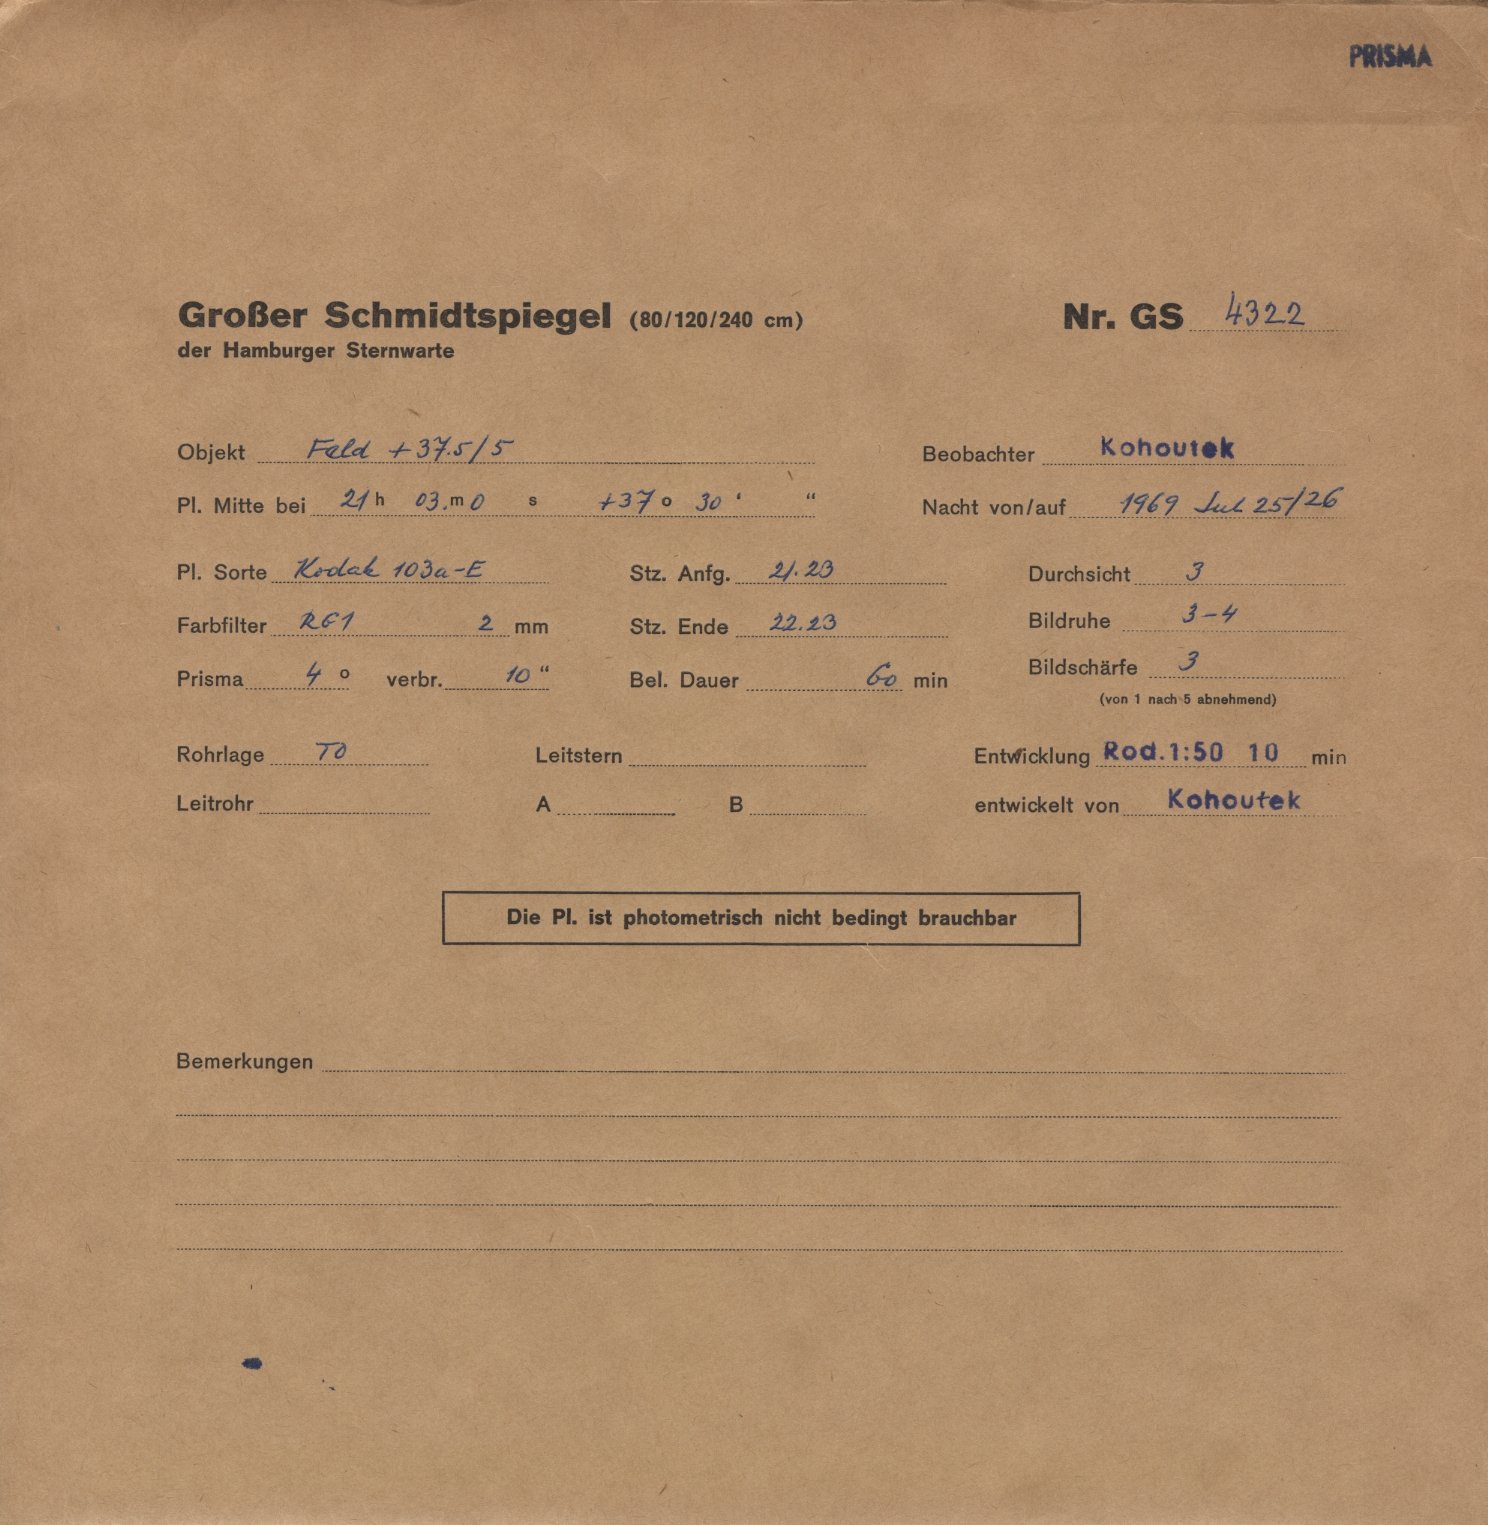 PRISMA
Großer Schmidtspiegel (80/120/240 cm) Nr. GS 4322
der Hamburger Sternwarte
Objekt Feld +37.5/5 Beobachter Kohoutek
Pl. Mitte bei 21 h 03. m 0 s +37 o 30 ' “ Nacht von/auf 1969 Jul 25/26
Pl. Sorte Kodak 103a-E Stz. Anfg. 21.23 Durchsicht 3
Farbfilter RG1 2 mm Stz. Ende 22.23 Bildruhe 3-4
Prisma 4 o verbr. 10 “ Bel. Dauer 60 min Bildschärfe 3
(von 1 nach 5 abnehmend)
Rohrlage TO Leitstern Entwicklung Rod. 1:50 10 min
Leitrohr A B entwickelt von Kohoutek
Die Pl. ist photometrisch nicht bedingt brauchbar
Bemerkungen